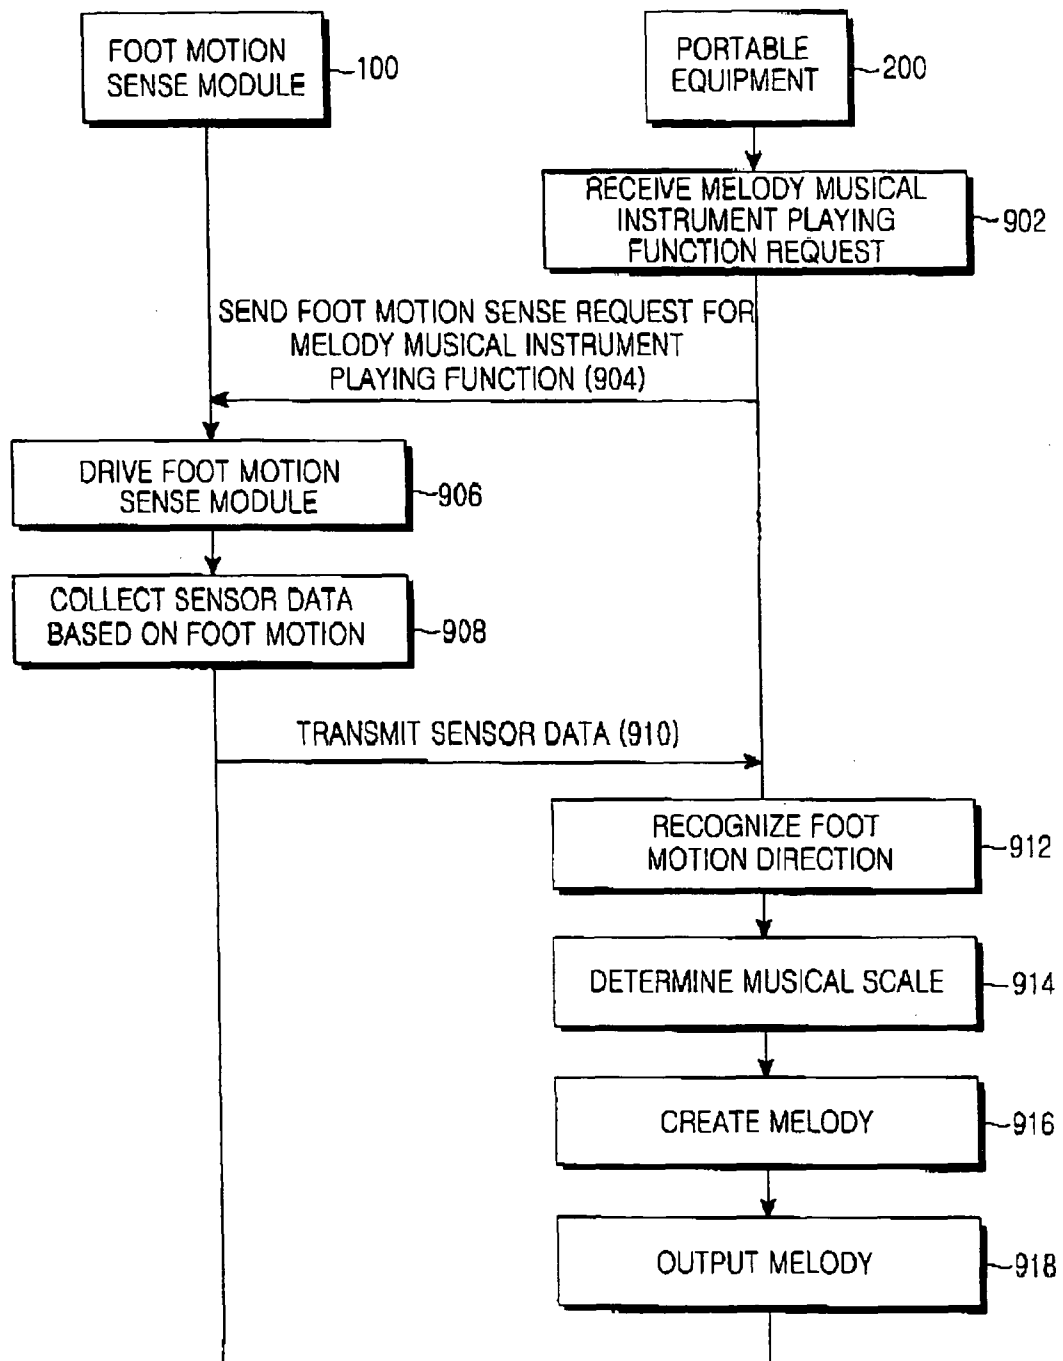 FOOT MOTION
SENSE MODULE
100
PORTABLE
EQUIPMENT
200
RECEIVE MELODY MUSICAL
INSTRUMENT PLAYING
FUNCTION REQUEST
902
SEND FOOT MOTION SENSE REQUEST FOR
MELODY MUSICAL INSTRUMENT
PLAYING FUNCTION (904)
DRIVE FOOT MOTION
SENSE MODULE
906
COLLECT SENSOR DATA
BASED ON FOOT MOTION
908
TRANSMIT SENSOR DATA (910)
RECOGNIZE FOOT
MOTION DIRECTION
912
DETERMINE MUSICAL SCALE
914
CREATE MELODY
916
OUTPUT MELODY
918